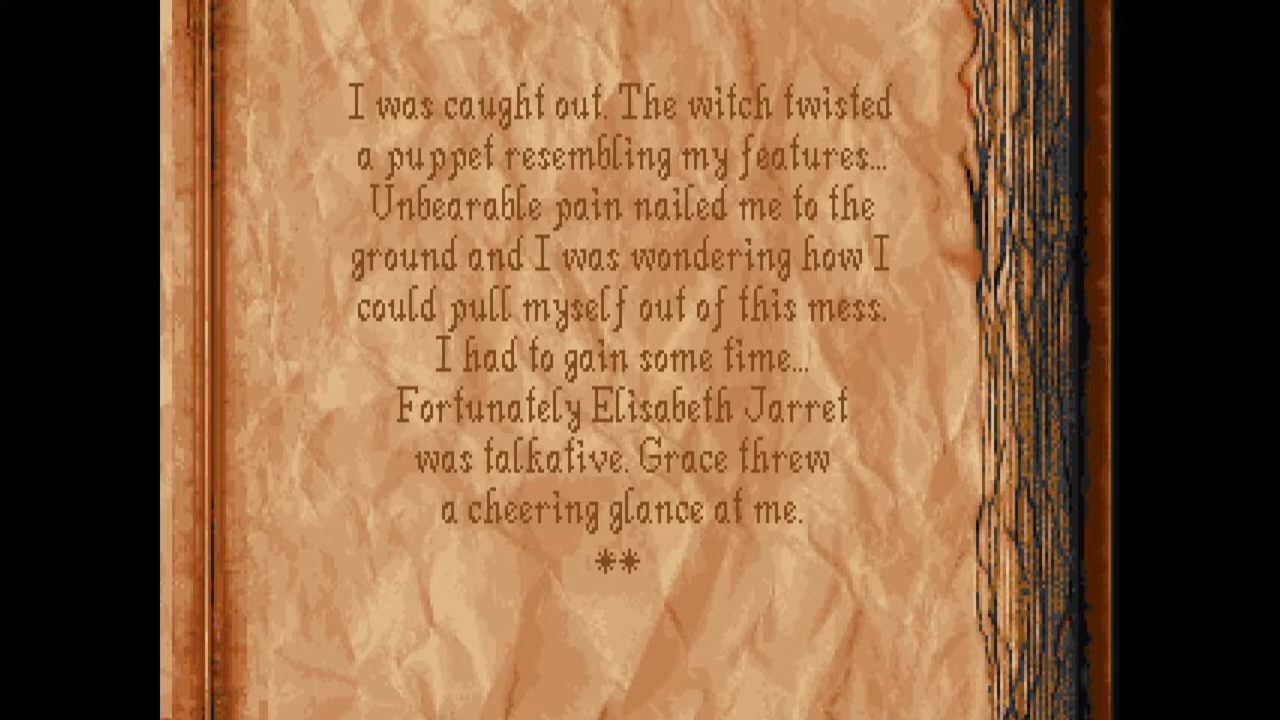 I was caught out. The witch twisted
a puppet resembling my features...
Unbearable pain nailed me to the
ground and I was wondering how I
could pull myself out of this mess.
I had to gain some time...
Fortunately Elisabeth Jarret
was talkative. Grace threw
a cheering glance at me.
**